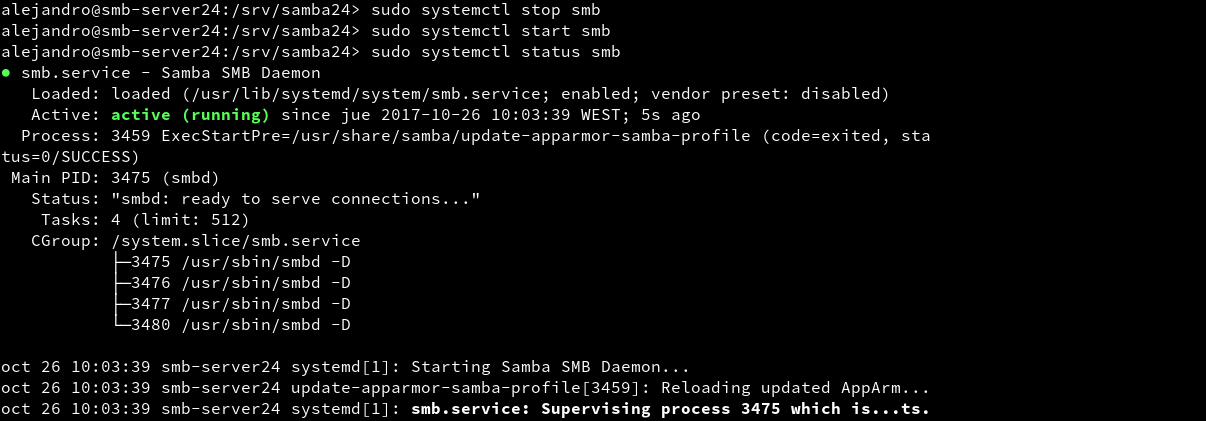 alejandro@smb-server24:/srv/samba24> sudo systemctl stop smb
alejandro@smb-server24:/srv/samba24> sudo systemctl start smb
alejandro@smb-server24:/srv/samba24> sudo systemctl status smb
● smb.service - Samba SMB Daemon
   Loaded: loaded (/usr/lib/systemd/system/smb.service; enabled; vendor preset: disabled)
   Active: active (running) since jue 2017-10-26 10:03:39 WEST; 5s ago
  Process: 3459 ExecStartPre=/usr/share/samba/update-apparmor-samba-profile (code=exited, sta
tus=0/SUCCESS)
 Main PID: 3475 (smbd)
   Status: "smbd: ready to serve connections..."
    Tasks: 4 (limit: 512)
   CGroup: /system.slice/smb.service
           ├─3475 /usr/sbin/smbd -D
           ├─3476 /usr/sbin/smbd -D
           ├─3477 /usr/sbin/smbd -D
           └─3480 /usr/sbin/smbd -D

oct 26 10:03:39 smb-server24 systemd[1]: Starting Samba SMB Daemon...
oct 26 10:03:39 smb-server24 update-apparmor-samba-profile[3459]: Reloading updated AppArm...
oct 26 10:03:39 smb-server24 systemd[1]: smb.service: Supervising process 3475 which is...ts.